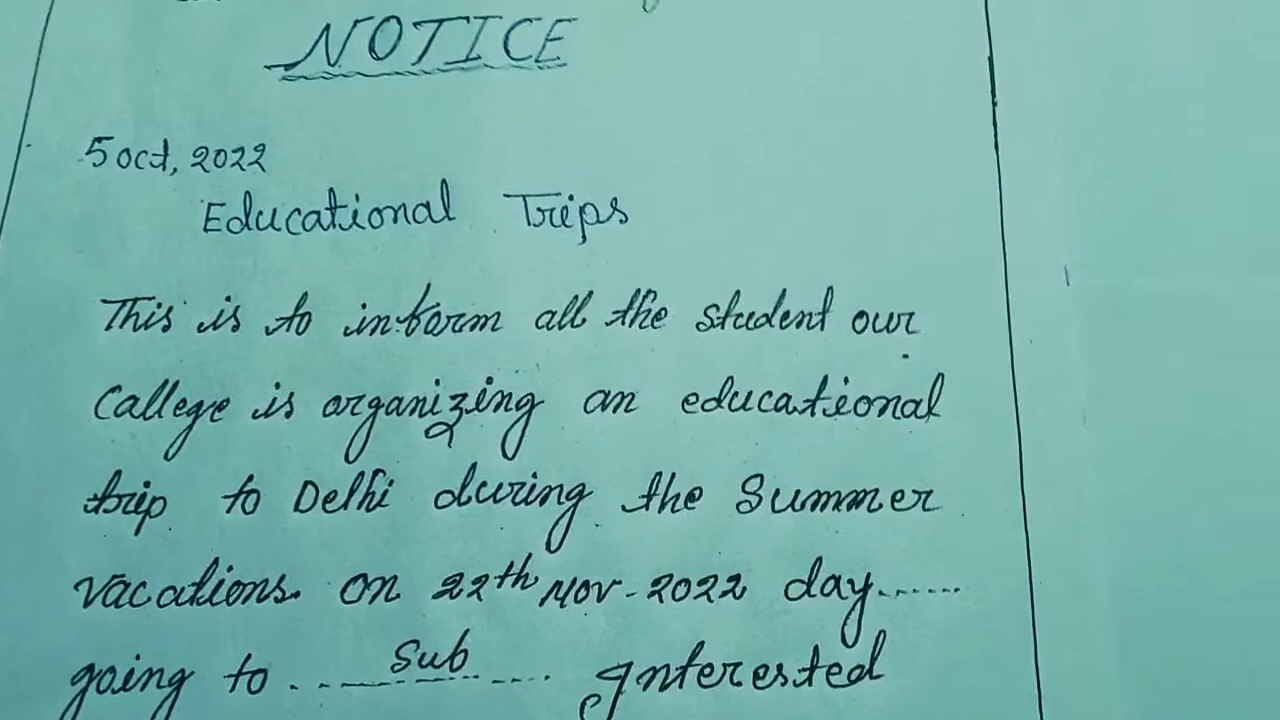 NOTICE
5 oct, 2022
Educational Trips
This is to inform all the student our
College is organizing an educational
trip to Delhi during the Summer
vacations. on 22th Nov-2022 day......
going to ..------.... Interested
Sub